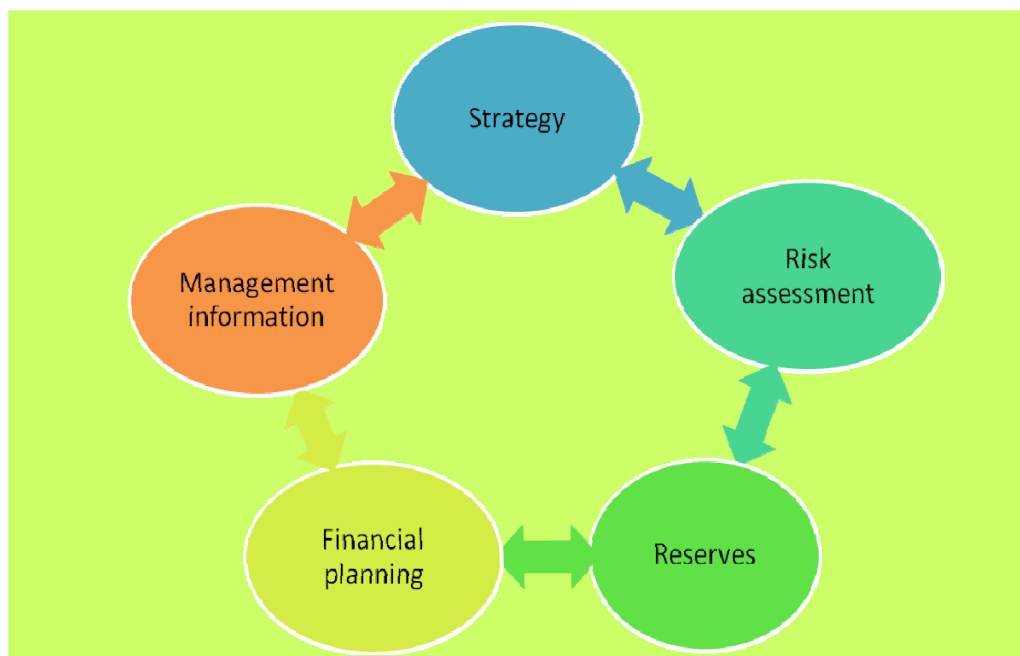 Strategy
Risk
assessment
Reserves
Financial
planning
Management
information